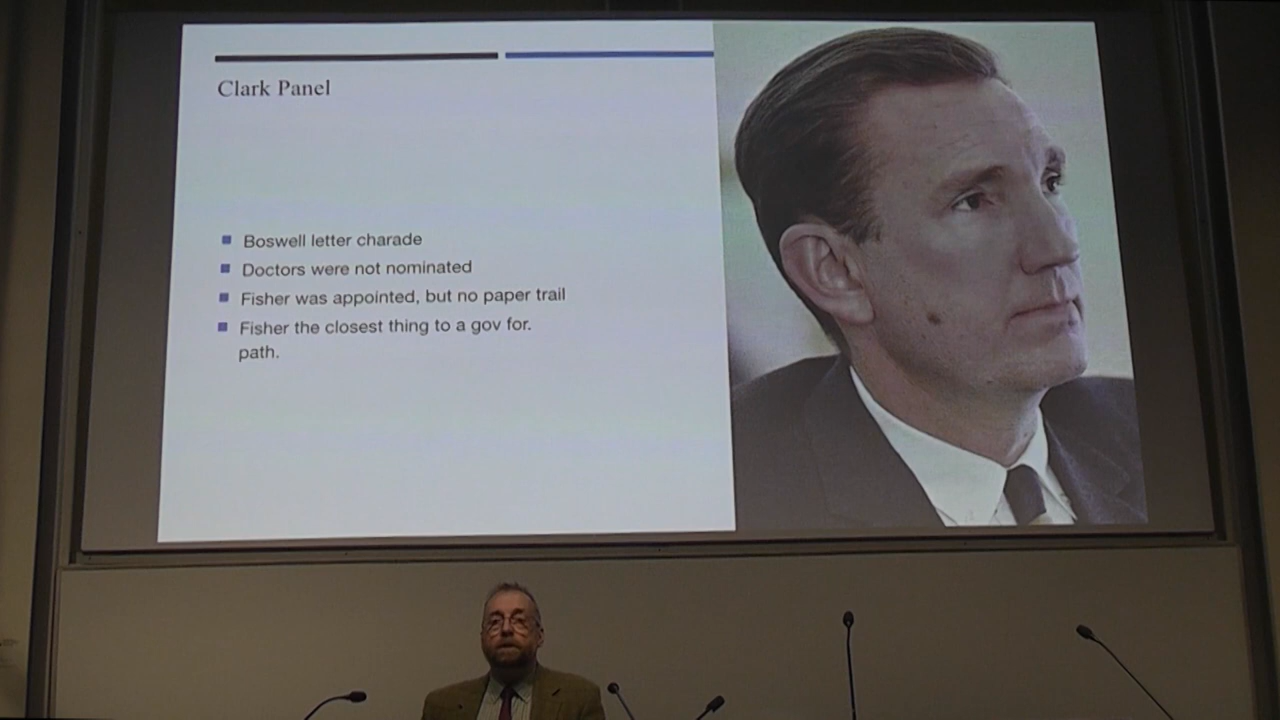 Clark Panel
Boswell letter charade
Doctors were not nominated
Fisher was appointed, but no paper trail
Fisher the closest thing to a gov for.
path.